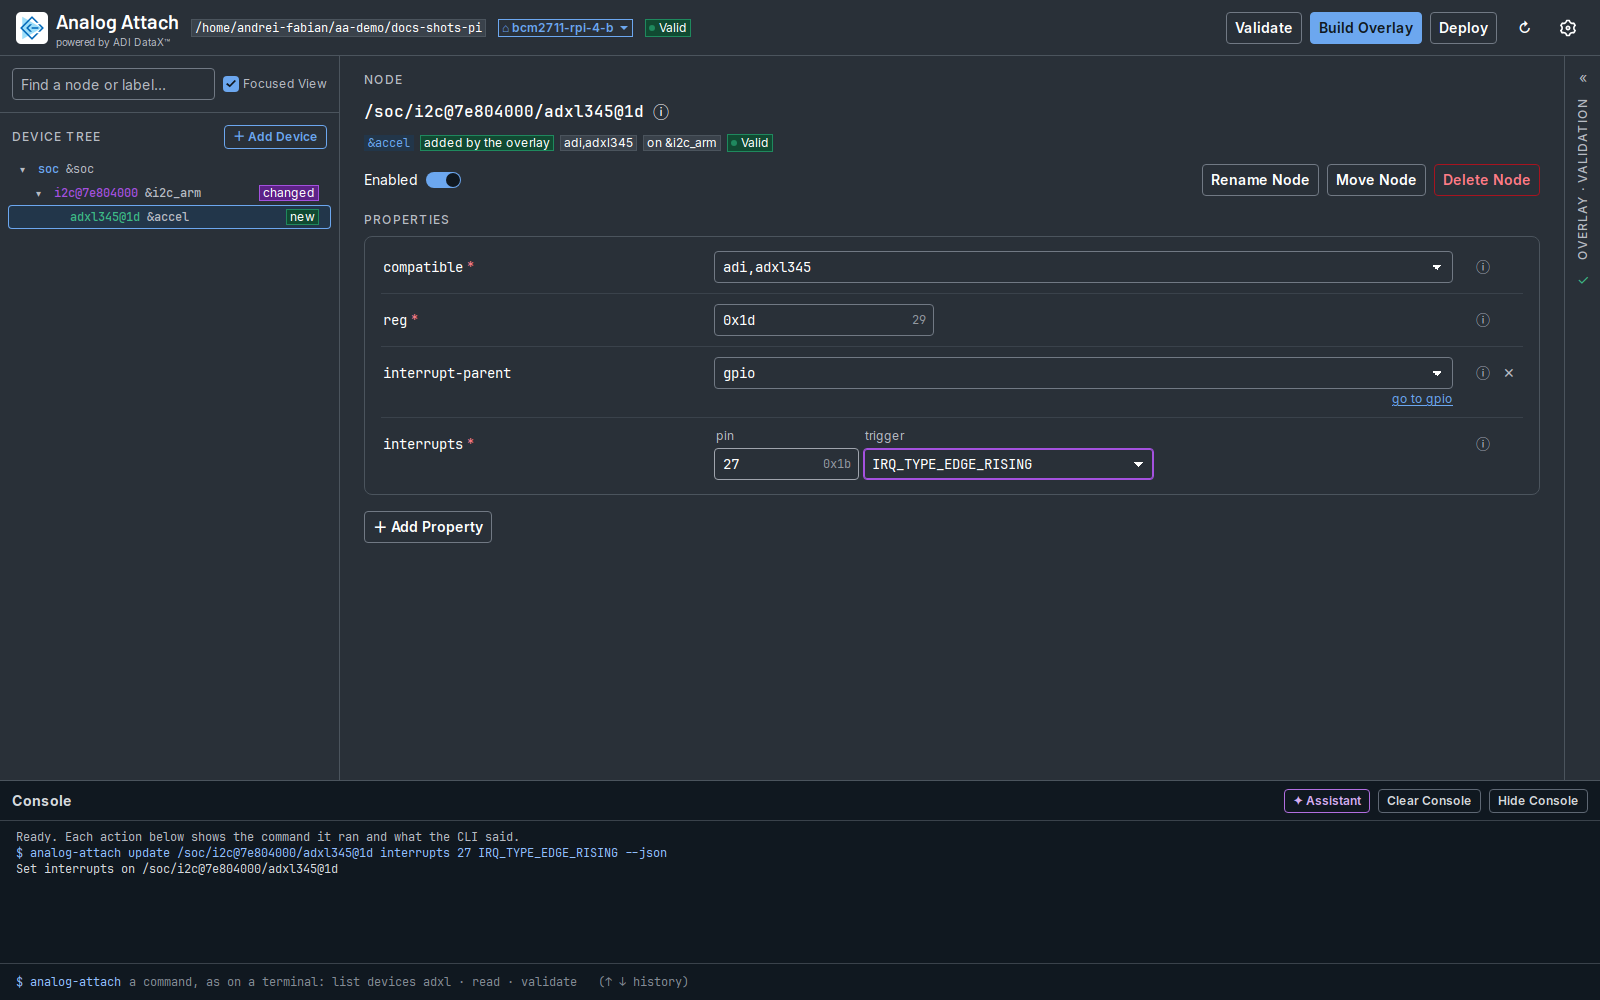 Analog Attach
powered by ADI DataX™
/home/andrei-fabian/aa-demo/docs-shots-pi
bcm2711-rpi-4-b
Valid
Validate
Build Overlay
Deploy
Find a node or label...
Focused View
DEVICE TREE
+ Add Device
soc &soc
i2c@7e804000 &i2c_arm
changed
adxl345@1d &accel
new
NODE
/soc/i2c@7e804000/adxl345@1d
&accel added by the overlay adi,adxl345 on &i2c_arm Valid
Enabled
Rename Node
Move Node
Delete Node
PROPERTIES
compatible *
adi,adxl345
reg *
0x1d 29
interrupt-parent
gpio
go to gpio
interrupts *
pin
trigger
27 0x1b
IRQ_TYPE_EDGE_RISING
+ Add Property
«
OVERLAY · VALIDATION
✓
Console
✦ Assistant
Clear Console
Hide Console
Ready. Each action below shows the command it ran and what the CLI said.
$ analog-attach update /soc/i2c@7e804000/adxl345@1d interrupts 27 IRQ_TYPE_EDGE_RISING --json
Set interrupts on /soc/i2c@7e804000/adxl345@1d
$ analog-attach a command, as on a terminal: list devices adxl · read · validate (↑ ↓ history)